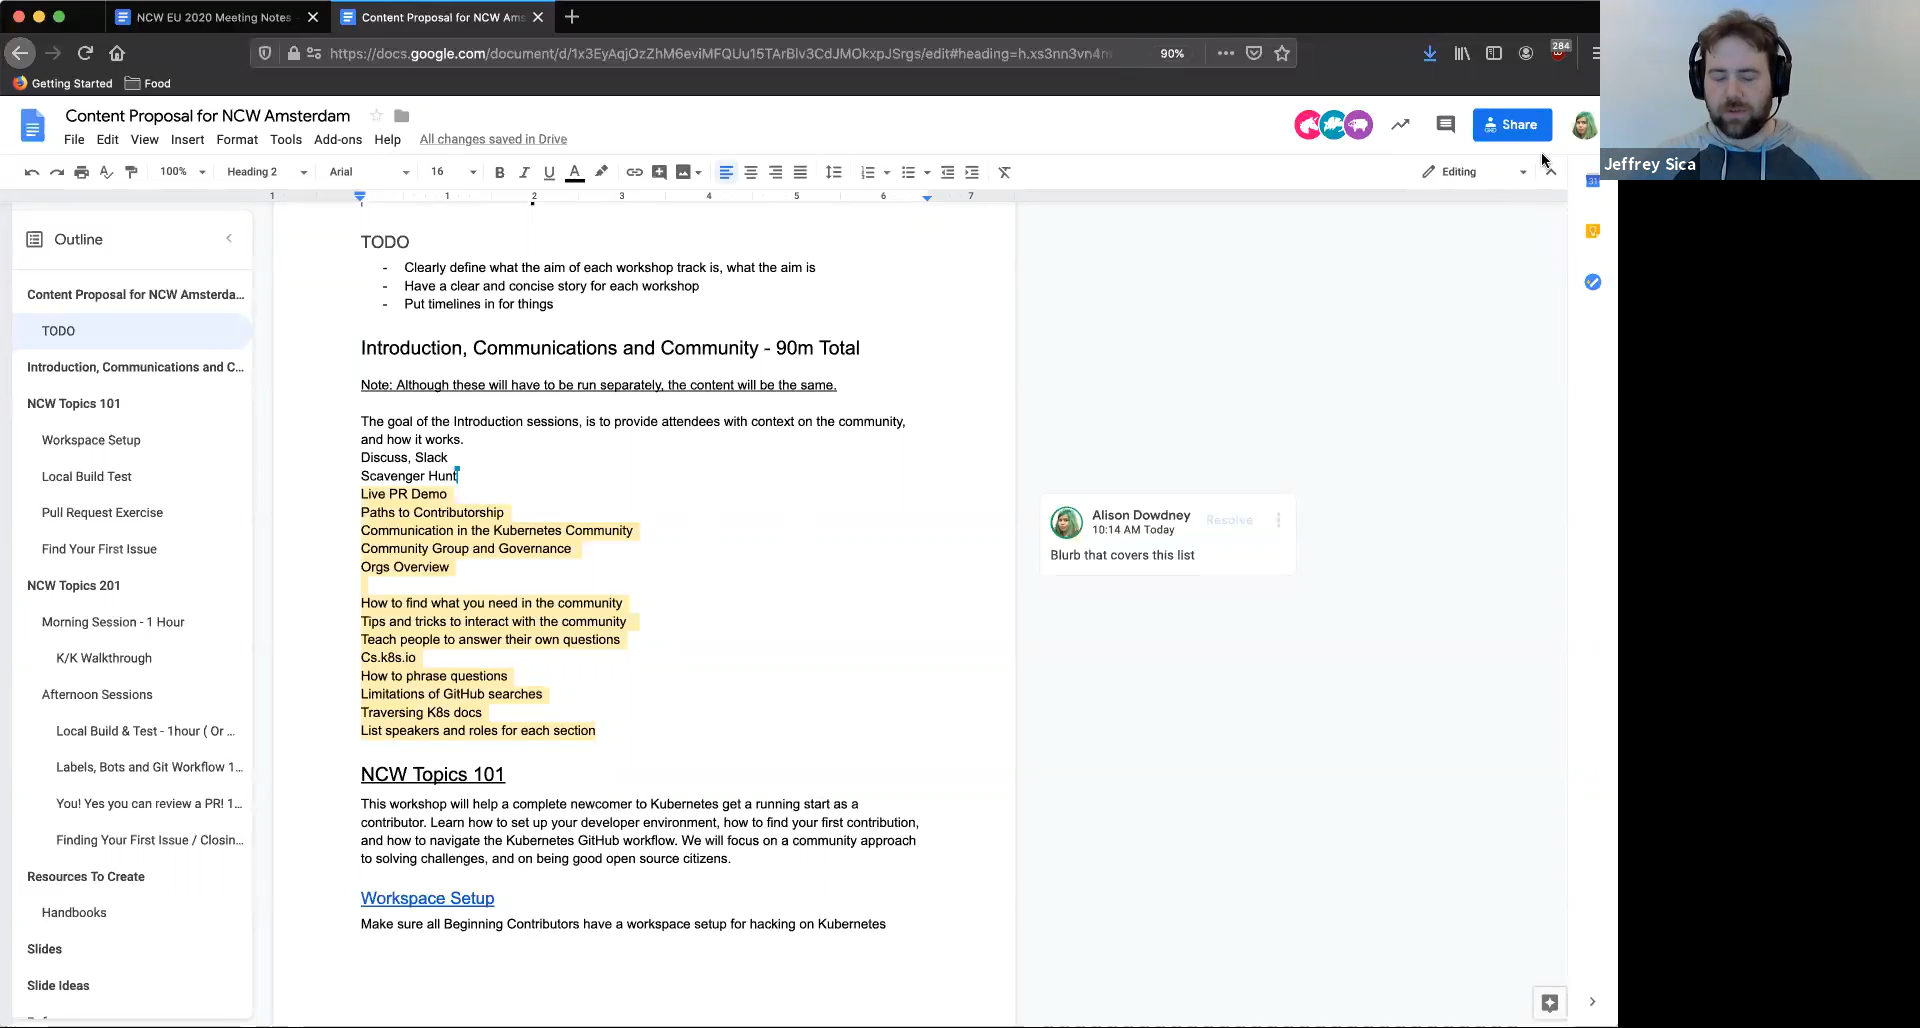 NCW EU 2020 Meeting Notes
Content Proposal for NCW Ams
https://docs.google.com/document/d/1x3EyAqjOzZhM6eviMFQUu15TArBlv3CdJMOkxpJSrgs/edit#heading=h.xs3nn3vn4m
90%
284
Getting Started
Food
Content Proposal for NCW Amsterdam
File Edit View Insert Format Tools Add-ons Help All changes saved in Drive
Share
Jeffrey Sica
100% Heading 2 Arial 16 B I U A Editing
31
1 1 2 3 4 5 6 7
Outline
Content Proposal for NCW Amsterda...
TODO
Introduction, Communications and C...
NCW Topics 101
Workspace Setup
Local Build Test
Pull Request Exercise
Find Your First Issue
NCW Topics 201
Morning Session - 1 Hour
K/K Walkthrough
Afternoon Sessions
Local Build & Test - 1hour ( Or ...
Labels, Bots and Git Workflow 1...
You! Yes you can review a PR! 1...
Finding Your First Issue / Closin...
Resources To Create
Handbooks
Slides
Slide Ideas
TODO
- Clearly define what the aim of each workshop track is, what the aim is
- Have a clear and concise story for each workshop
- Put timelines in for things
Introduction, Communications and Community - 90m Total
Note: Although these will have to be run separately, the content will be the same.
The goal of the Introduction sessions, is to provide attendees with context on the community,
and how it works.
Discuss, Slack
Scavenger Hunt
Live PR Demo
Paths to Contributorship
Communication in the Kubernetes Community
Community Group and Governance
Orgs Overview
How to find what you need in the community
Tips and tricks to interact with the community
Teach people to answer their own questions
Cs.k8s.io
How to phrase questions
Limitations of GitHub searches
Traversing K8s docs
List speakers and roles for each section
NCW Topics 101
This workshop will help a complete newcomer to Kubernetes get a running start as a
contributor. Learn how to set up your developer environment, how to find your first contribution,
and how to navigate the Kubernetes GitHub workflow. We will focus on a community approach
to solving challenges, and on being good open source citizens.
Workspace Setup
Make sure all Beginning Contributors have a workspace setup for hacking on Kubernetes
Alison Dowdney
Resolve
10:14 AM Today
Blurb that covers this list